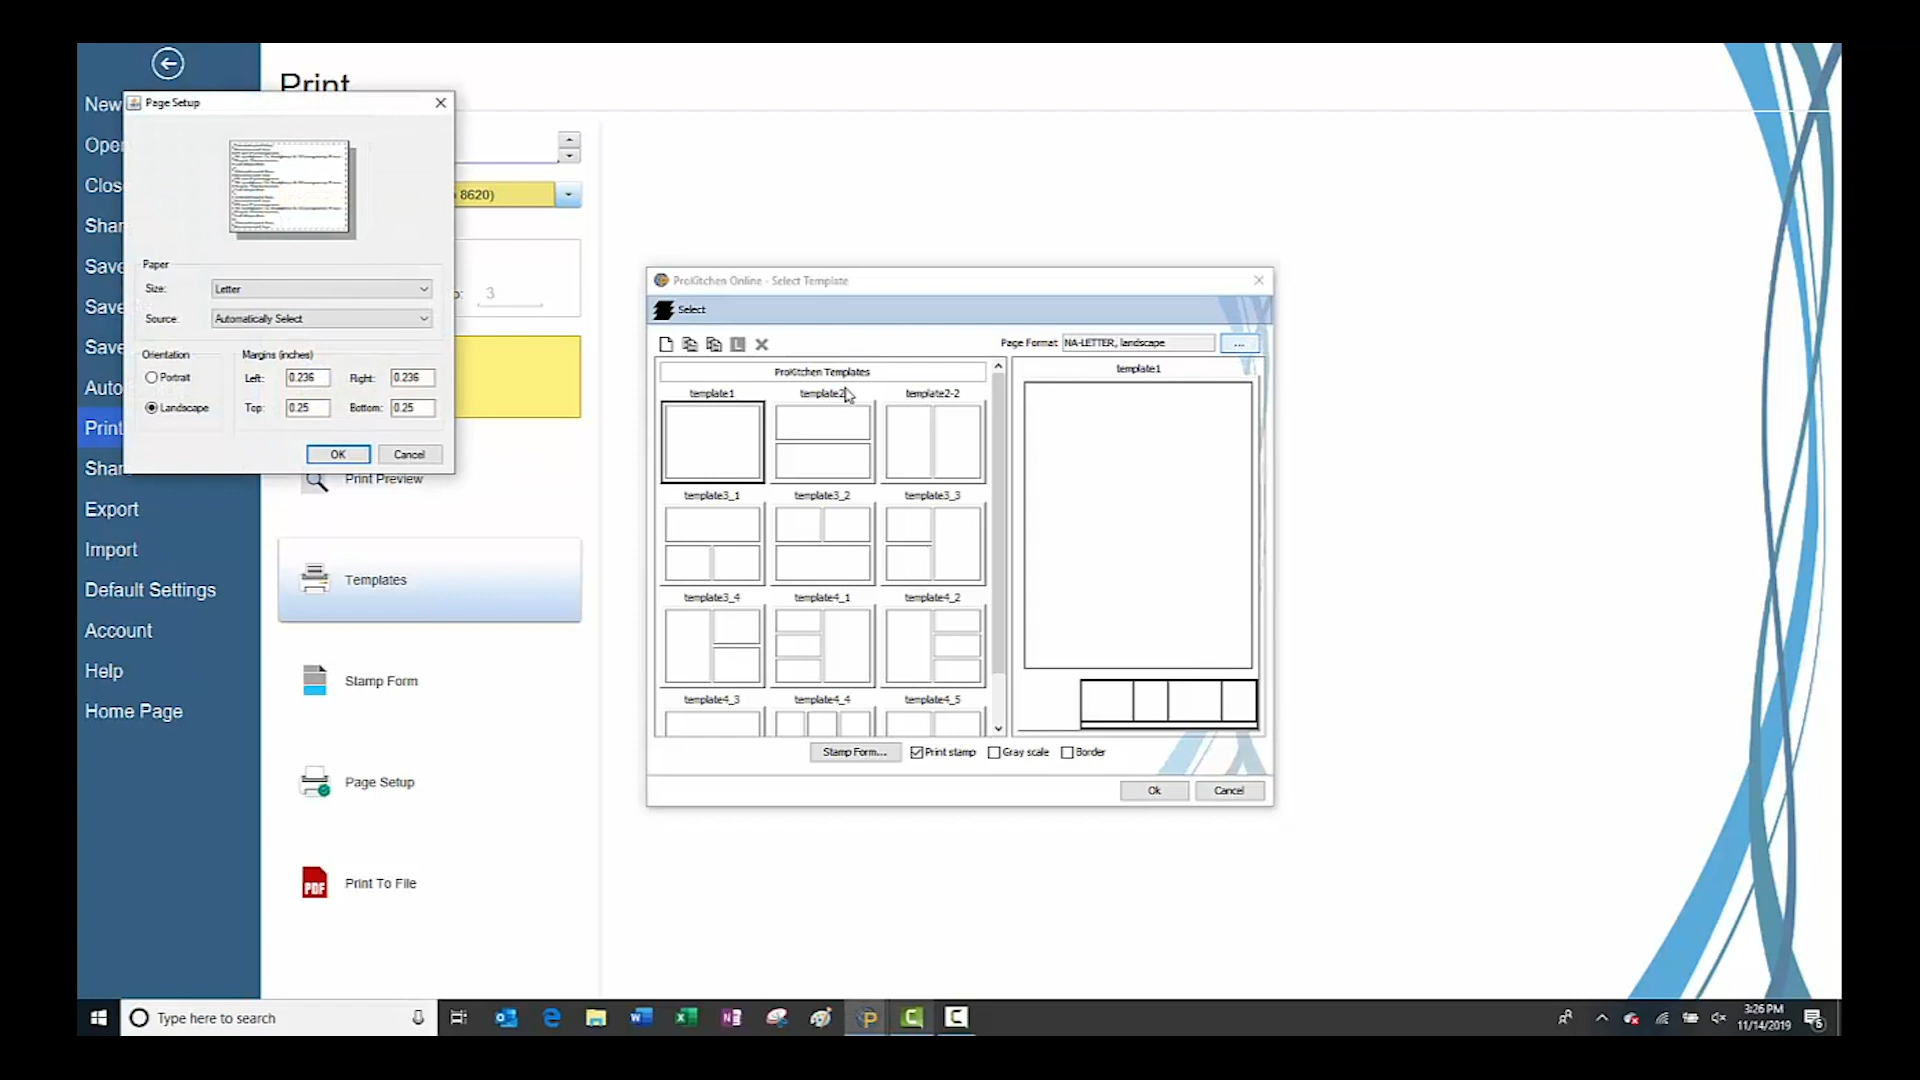 Print
New
Page Setup
Close
Share
Save
Save
Save
Print
Export
Import
Default Settings
Account
Help
Home Page
Paper
Size:
Letter
Source:
Automatically Select
Orientation
Portrait
Landscape
Margins (inches)
Left:
0.236
Right:
0.236
Top:
0.25
Bottom:
0.25
OK
Cancel
8620)
3
Print Preview
Templates
Stamp Form
Page Setup
PDF
Print To File
ProKitchen Online - Select Template
Select
Page Format
NA-LETTER, landscape
...
ProKitchen Templates
template1
template2
template2-2
template3_1
template3_2
template3_3
template3_4
template4_1
template4_2
template4_3
template4_4
template4_5
template1
Stamp Form...
Print stamp
Gray scale
Border
Ok
Cancel
Type here to search
3:26 PM
11/14/2019
6